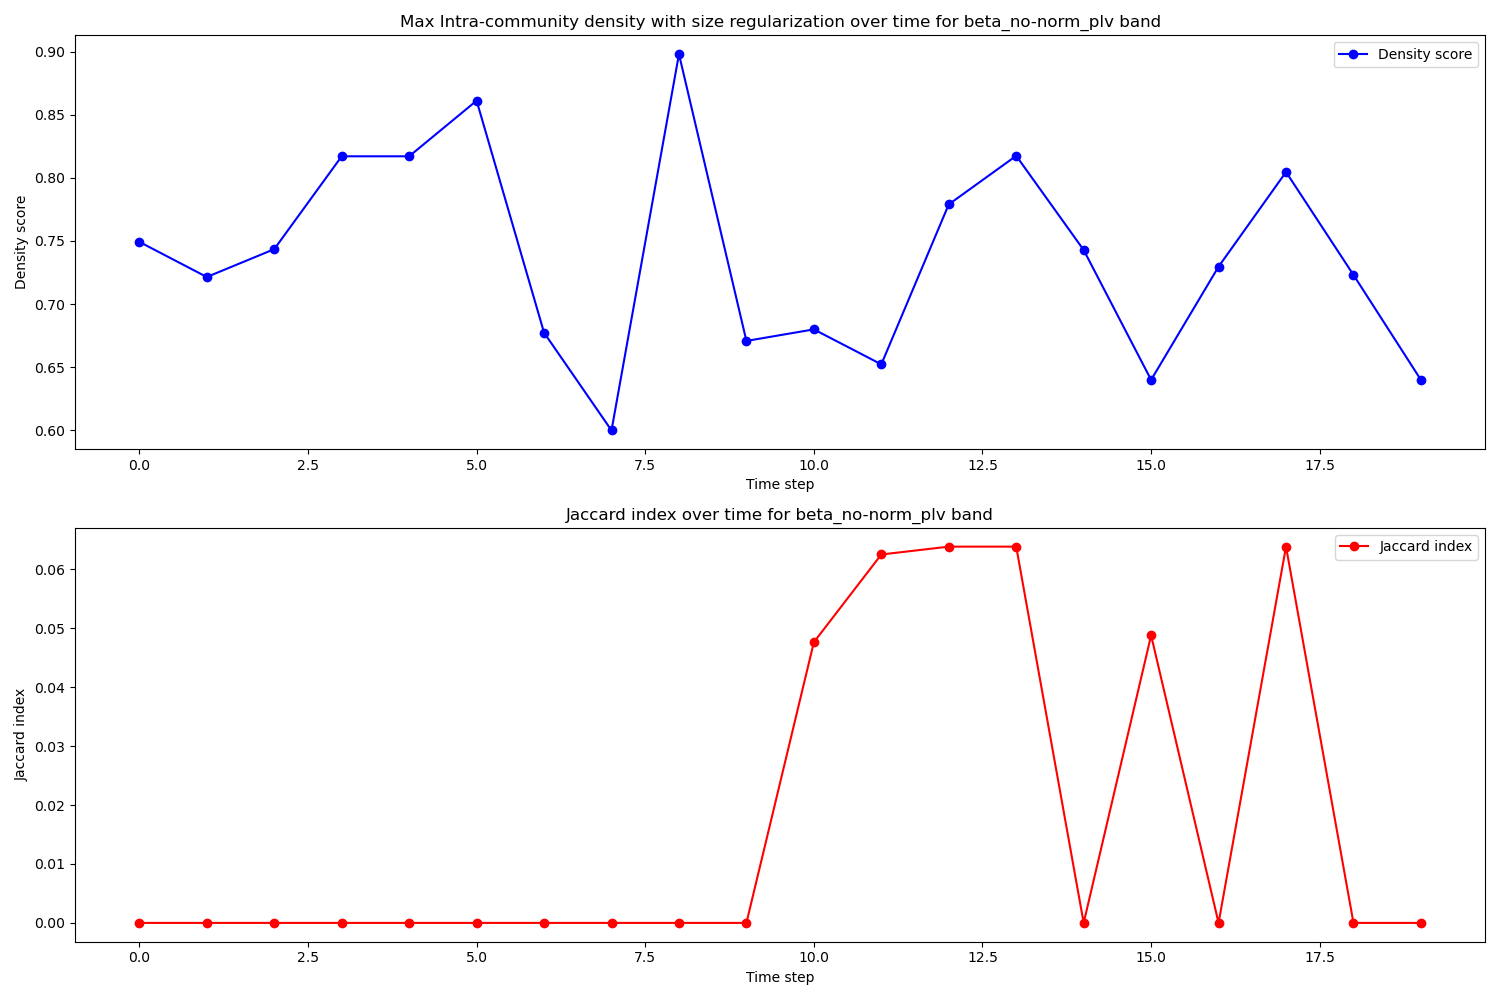 Max Intra-community density with size regularization over time for beta_no-norm_plv band
Density score
0.90
0.85
0.80
0.75
0.70
0.65
0.60
Density score
0.0 2.5 5.0 7.5 10.0 12.5 15.0 17.5
Time step
Jaccard index over time for beta_no-norm_plv band
Jaccard index
0.06
0.05
0.04
0.03
0.02
0.01
0.00
Jaccard index
0.0 2.5 5.0 7.5 10.0 12.5 15.0 17.5
Time step